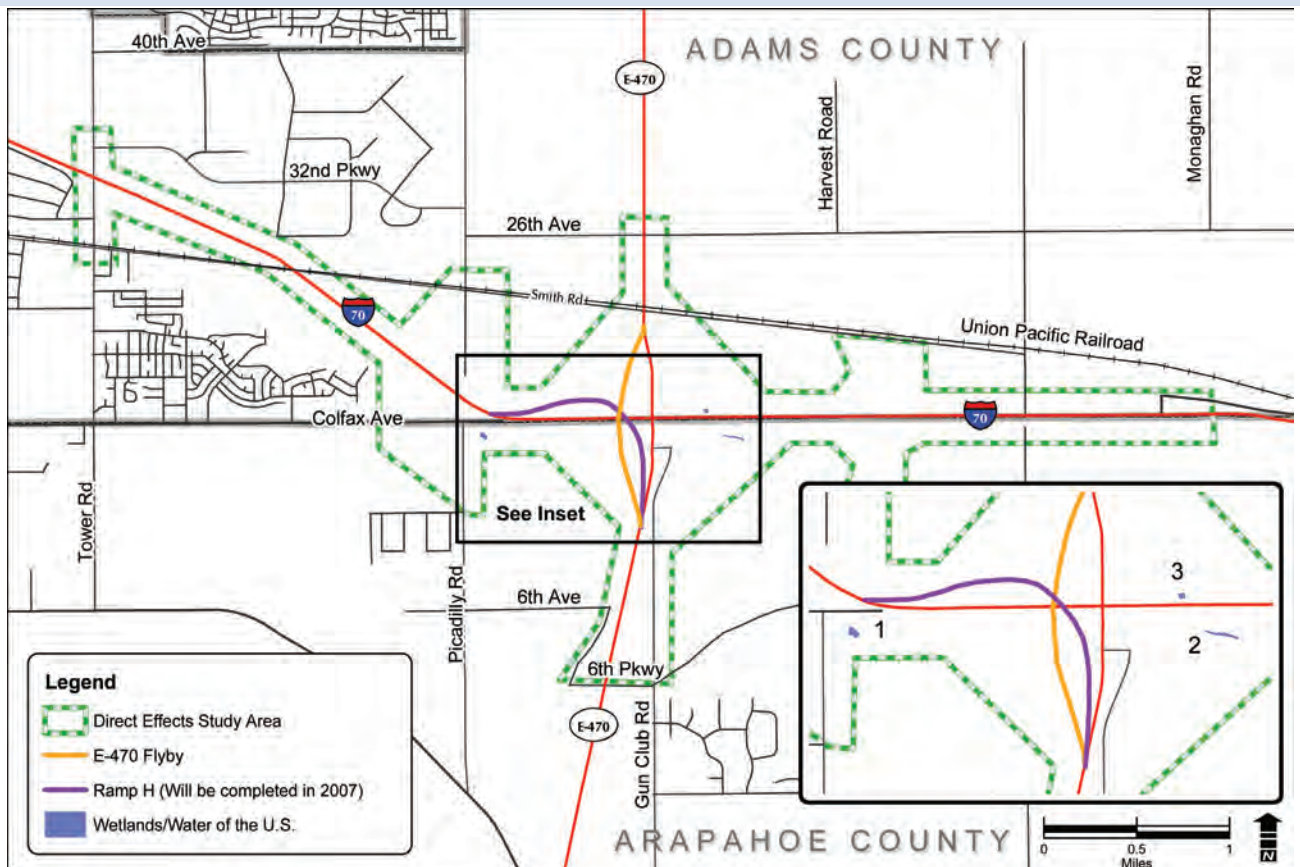 40th Ave
ADAMS COUNTY
E-470
Monaghan Rd
Harvest Road
32nd Pkwy
26th Ave
Smith Rd
70
Union Pacific Railroad
Colfax Ave
70
See Inset
Tower Rd
Picadilly Rd
6th Ave
6th Pkwy
E-470
Gun Club Rd
3
1
2
Legend
Direct Effects Study Area
E-470 Flyby
Ramp H (Will be completed in 2007)
Wetlands/Water of the U.S.
ARAPAHOE COUNTY
0 0.5 1
Miles
N